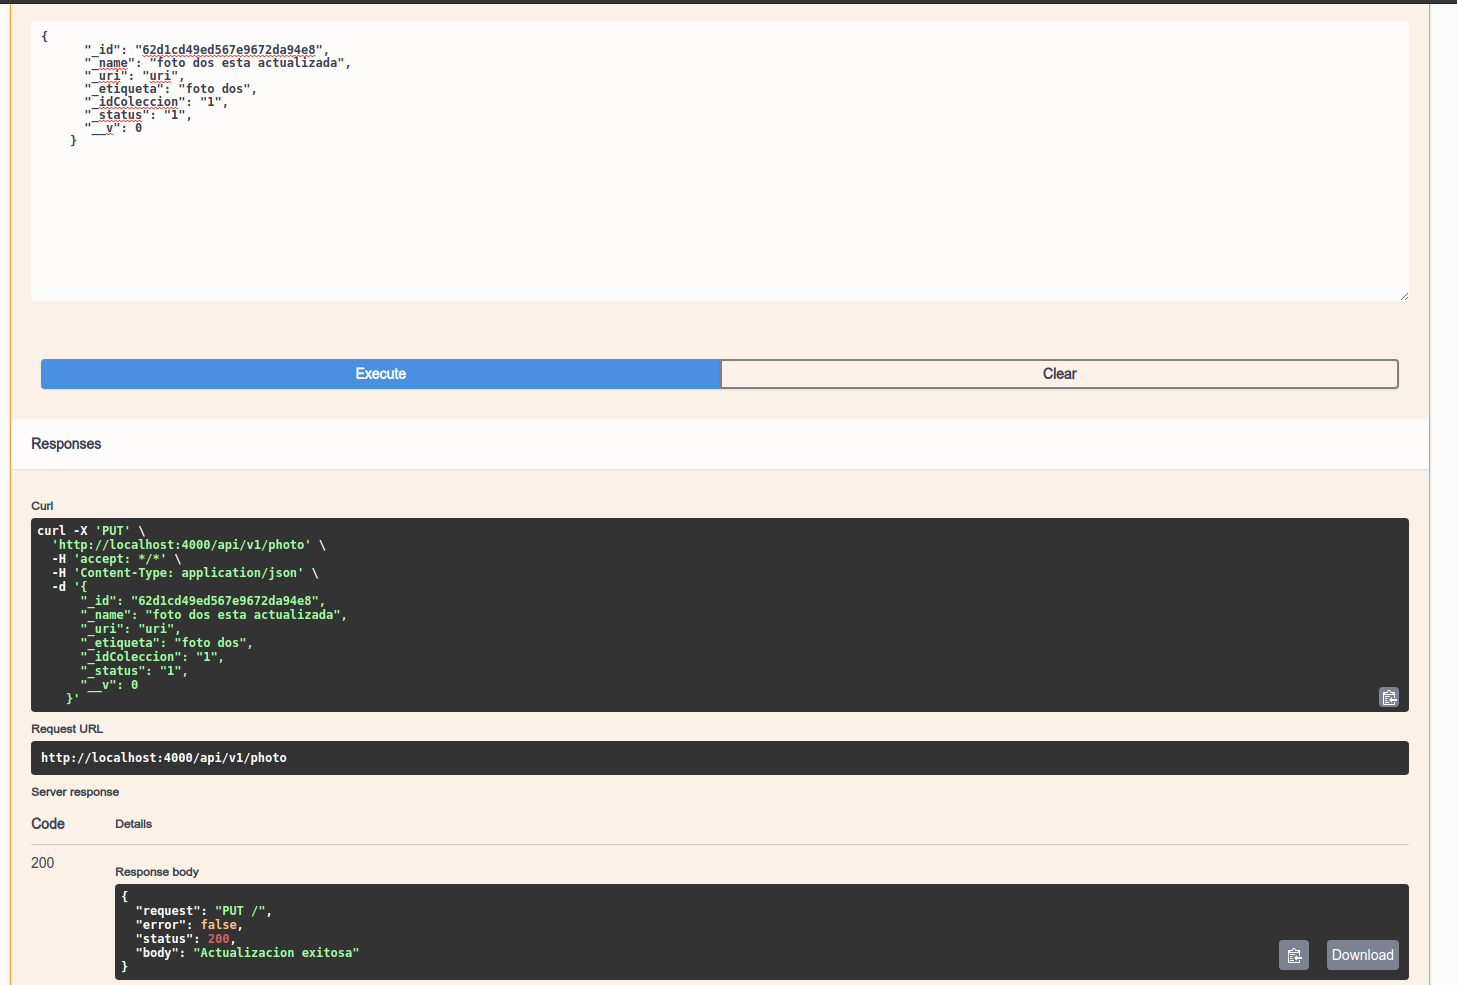 {
"_id": "62d1cd49ed567e9672da94e8",
"_name": "foto dos esta actualizada",
"_uri": "uri",
"_etiqueta": "foto dos",
"_idColeccion": "1",
"_status": "1",
"__v": 0
}
Execute
Clear
Responses
Curl
curl -X 'PUT' \
'http://localhost:4000/api/v1/photo' \
-H 'accept: */*' \
-H 'Content-Type: application/json' \
-d '{
"_id": "62d1cd49ed567e9672da94e8",
"_name": "foto dos esta actualizada",
"_uri": "uri",
"_etiqueta": "foto dos",
"_idColeccion": "1",
"_status": "1",
"__v": 0
}'
Request URL
http://localhost:4000/api/v1/photo
Server response
Code Details
200
Response body
{
"request": "PUT /",
"error": false,
"status": 200,
"body": "Actualizacion exitosa"
}
Download